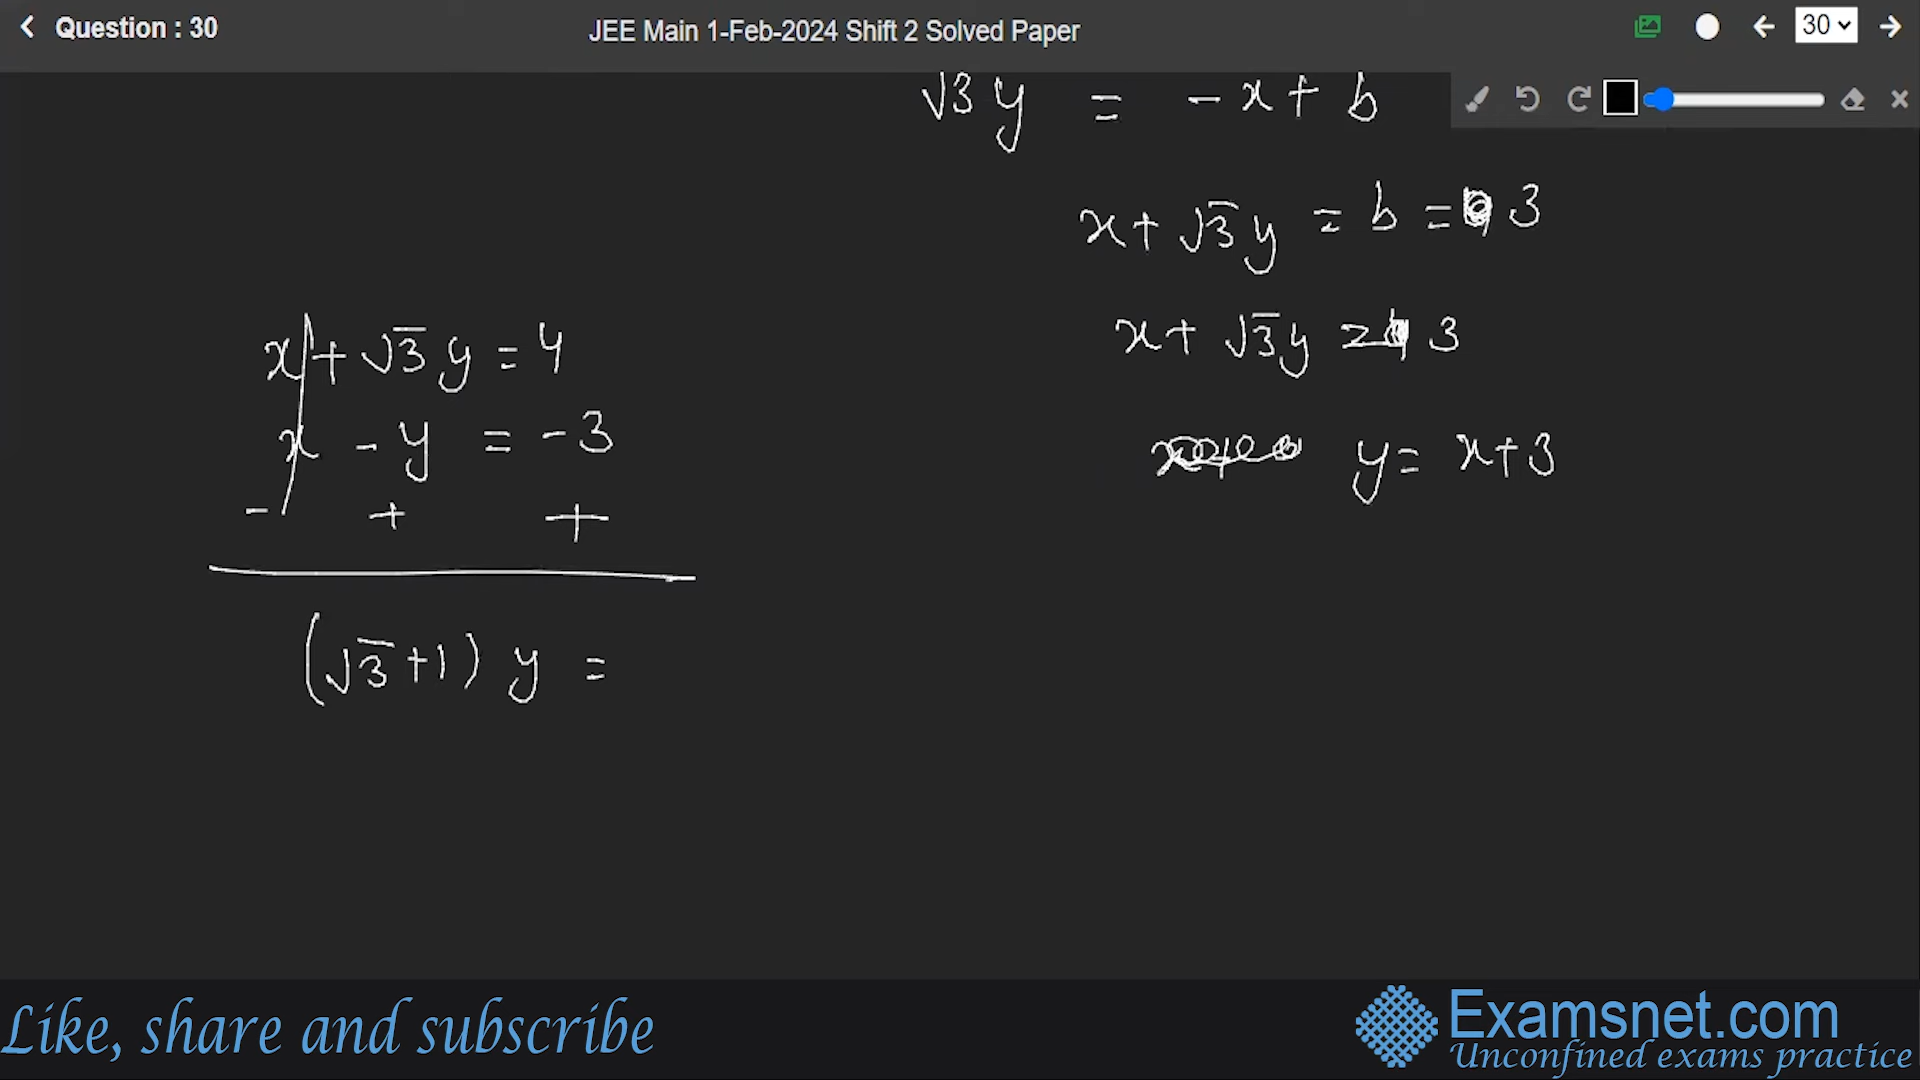 Question : 30
JEE Main 1-Feb-2024 Shift 2 Solved Paper
30
√3 y = - x + b
x + √3 y = b = 3
x + √3 y = 3
y = x + 3
x + √3 y = 4
x - y = - 3
- + +
(√3 + 1) y =
Like, share and subscribe
Examsnet.com
Unconfined exams practice